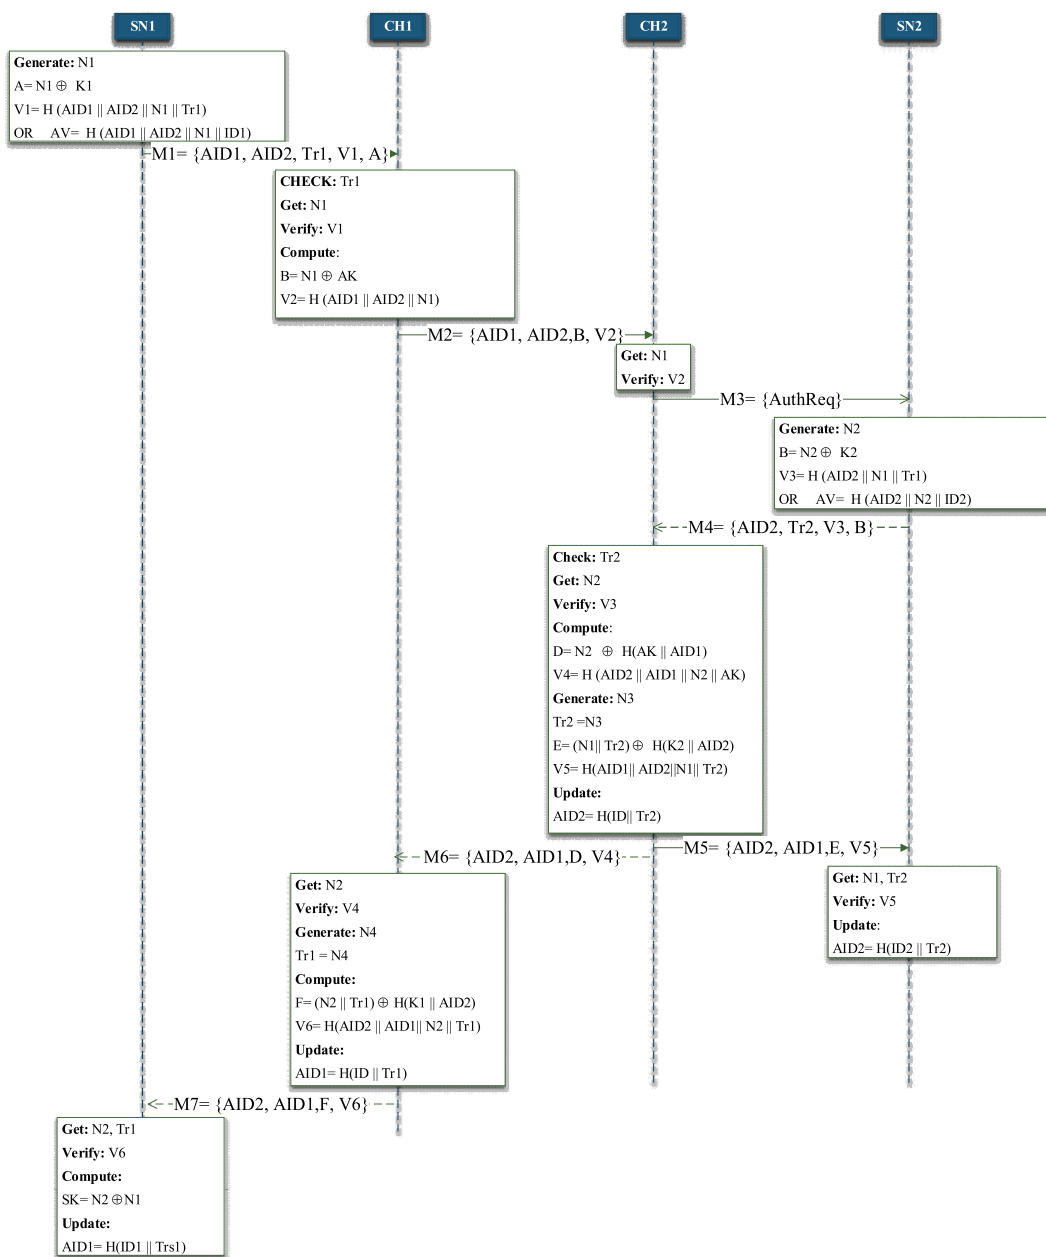 SN1
CH1
CH2
SN2
Generate: N1
A= N1 ⊕ K1
V1= H (AID1 || AID2 || N1 || Tr1)
OR AV= H (AID1 || AID2 || N1 || ID1)
M1= {AID1, AID2, Tr1, V1, A}
CHECK: Tr1
Get: N1
Verify: V1
Compute:
B= N1 ⊕ AK
V2= H (AID1 || AID2 || N1)
M2= {AID1, AID2,B, V2}
Get: N1
Verify: V2
M3= {AuthReq}
Generate: N2
B= N2 ⊕ K2
V3= H (AID2 || N1 || Tr1)
OR AV= H (AID2 || N2 || ID2)
M4= {AID2, Tr2, V3, B}
Check: Tr2
Get: N2
Verify: V3
Compute:
D= N2 ⊕ H(AK || AID1)
V4= H (AID2 || AID1 || N2 || AK)
Generate: N3
Tr2 =N3
E= (N1|| Tr2) ⊕ H(K2 || AID2)
V5= H(AID1|| AID2||N1|| Tr2)
Update:
AID2= H(ID|| Tr2)
M5= {AID2, AID1,E, V5}
M6= {AID2, AID1,D, V4}
Get: N1, Tr2
Verify: V5
Update:
AID2= H(ID2 || Tr2)
Get: N2
Verify: V4
Generate: N4
Tr1 = N4
Compute:
F= (N2 || Tr1) ⊕ H(K1 || AID2)
V6= H(AID2 || AID1|| N2 || Tr1)
Update:
AID1= H(ID || Tr1)
M7= {AID2, AID1,F, V6}
Get: N2, Tr1
Verify: V6
Compute:
SK= N2 ⊕N1
Update:
AID1= H(ID1 || Trs1)